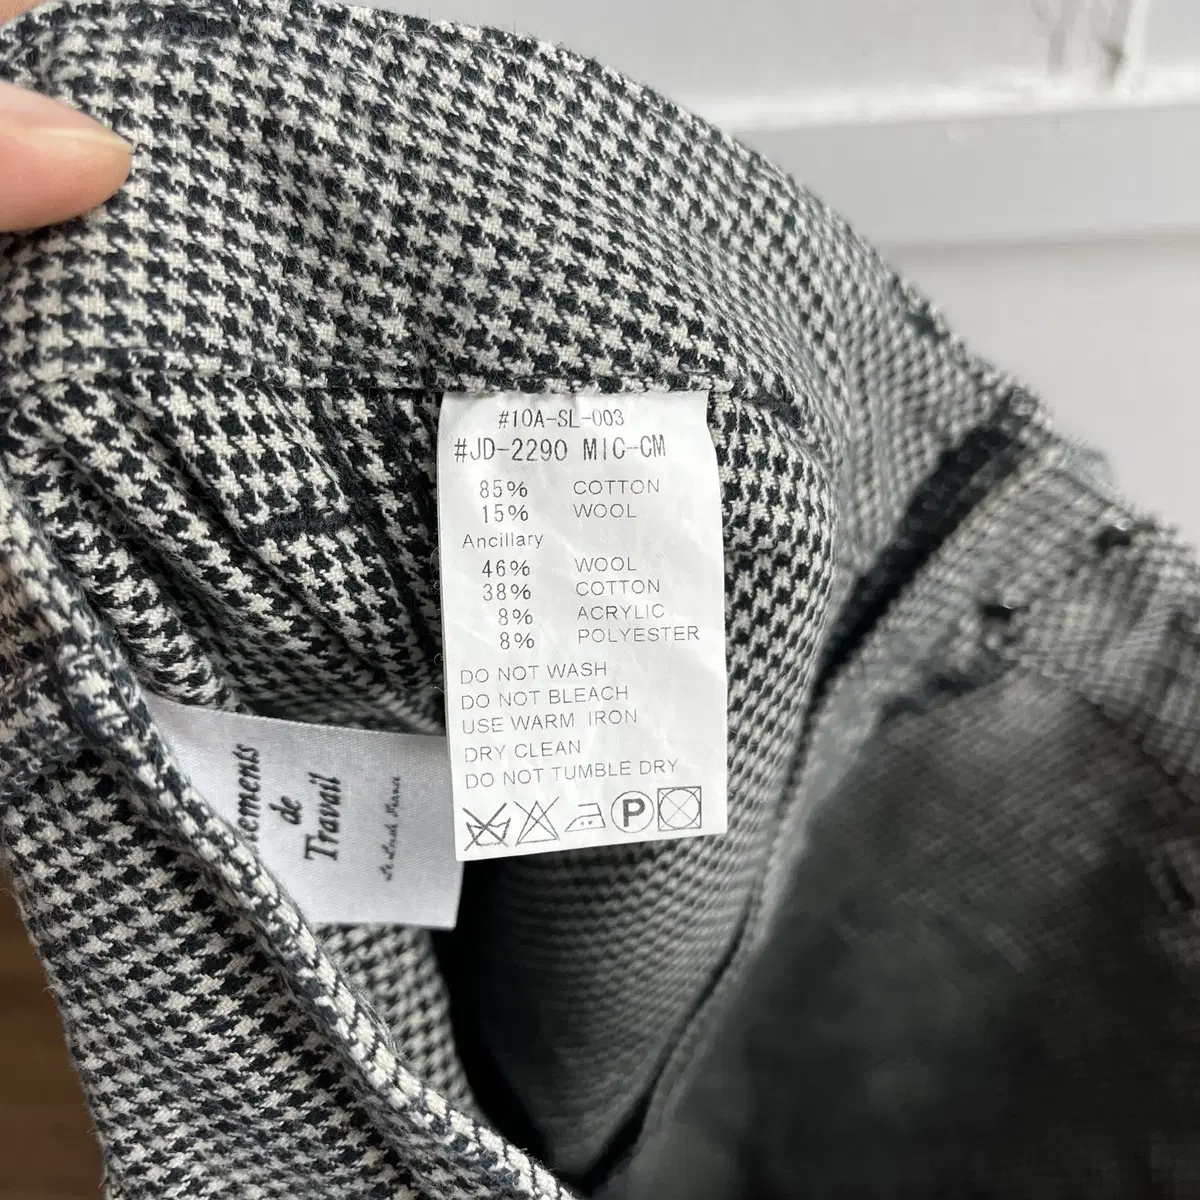 #10A-SL-003
#JD-2290 MIC-CM
85% COTTON
15% WOOL
Ancillary
46% WOOL
38% COTTON
8% ACRYLIC
8% POLYESTER
DO NOT WASH
DO NOT BLEACH
USE WARM IRON
DRY CLEAN
DO NOT TUMBLE DRY
P
de
Travail